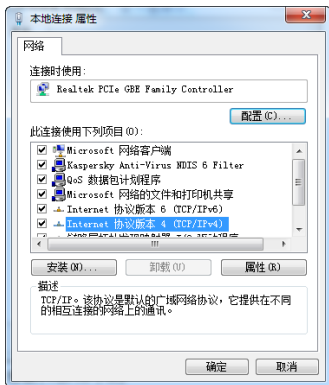 本地连接 属性
网络
连接时使用:
Realtek PCIe GBE Family Controller
配置(C)...
此连接使用下列项目(O):
Microsoft 网络客户端
Kaspersky Anti-Virus NDIS 6 Filter
QoS 数据包计划程序
Microsoft 网络的文件和打印机共享
Internet 协议版本 6 (TCP/IPv6)
Internet 协议版本 4 (TCP/IPv4)
安装(N)...
卸载(U)
属性(R)
描述
TCP/IP。该协议是默认的广域网络协议，它提供在不同
的相互连接的网络上的通讯。
确定
取消